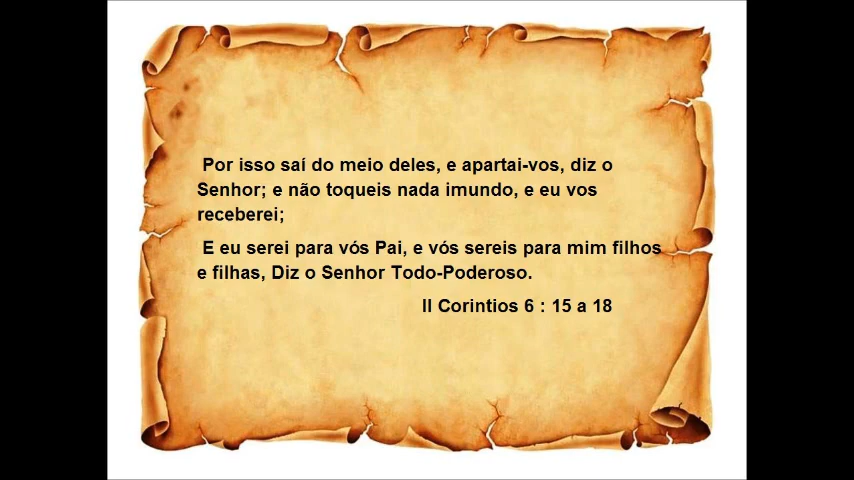 Por isso saí do meio deles, e apartai-vos, diz o
Senhor; e não toqueis nada imundo, e eu vos
receberei;
E eu serei para vós Pai, e vós sereis para mim filhos
e filhas, Diz o Senhor Todo-Poderoso.
II Corintios 6 : 15 a 18